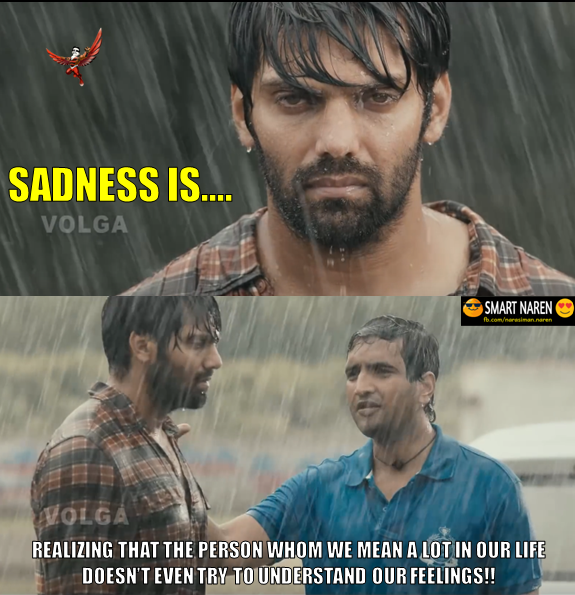 SADNESS IS....
VOLGA
SMART NAREN
fb.com/narasiman.naren
VOLGA
REALIZING THAT THE PERSON WHOM WE MEAN A LOT IN OUR LIFE
DOESN'T EVEN TRY TO UNDERSTAND OUR FEELINGS!!